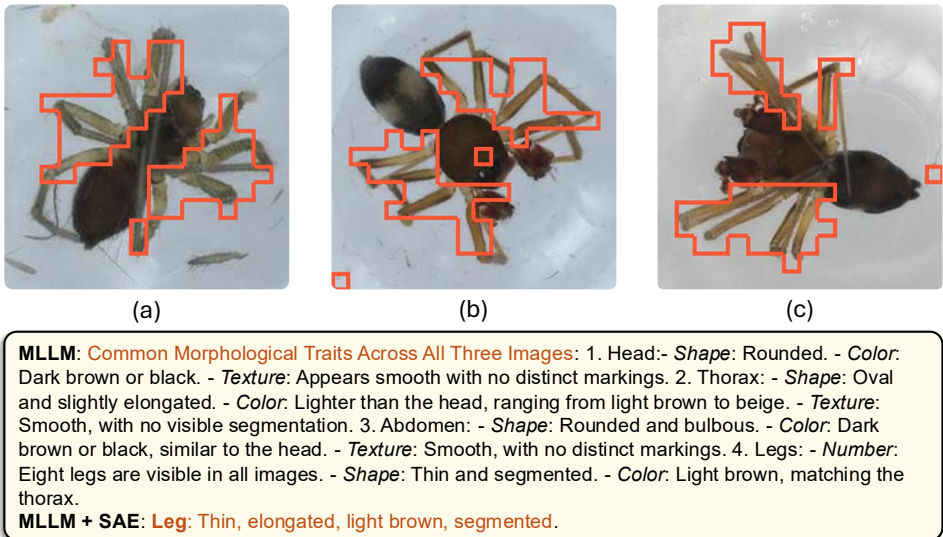 (a) (b) (c)
MLLM: Common Morphological Traits Across All Three Images: 1. Head:- Shape: Rounded. - Color:
Dark brown or black. - Texture: Appears smooth with no distinct markings. 2. Thorax: - Shape: Oval
and slightly elongated. - Color: Lighter than the head, ranging from light brown to beige. - Texture:
Smooth, with no visible segmentation. 3. Abdomen: - Shape: Rounded and bulbous. - Color: Dark
brown or black, similar to the head. - Texture: Smooth, with no distinct markings. 4. Legs: - Number:
Eight legs are visible in all images. - Shape: Thin and segmented. - Color: Light brown, matching the
thorax.
MLLM + SAE: Leg: Thin, elongated, light brown, segmented.